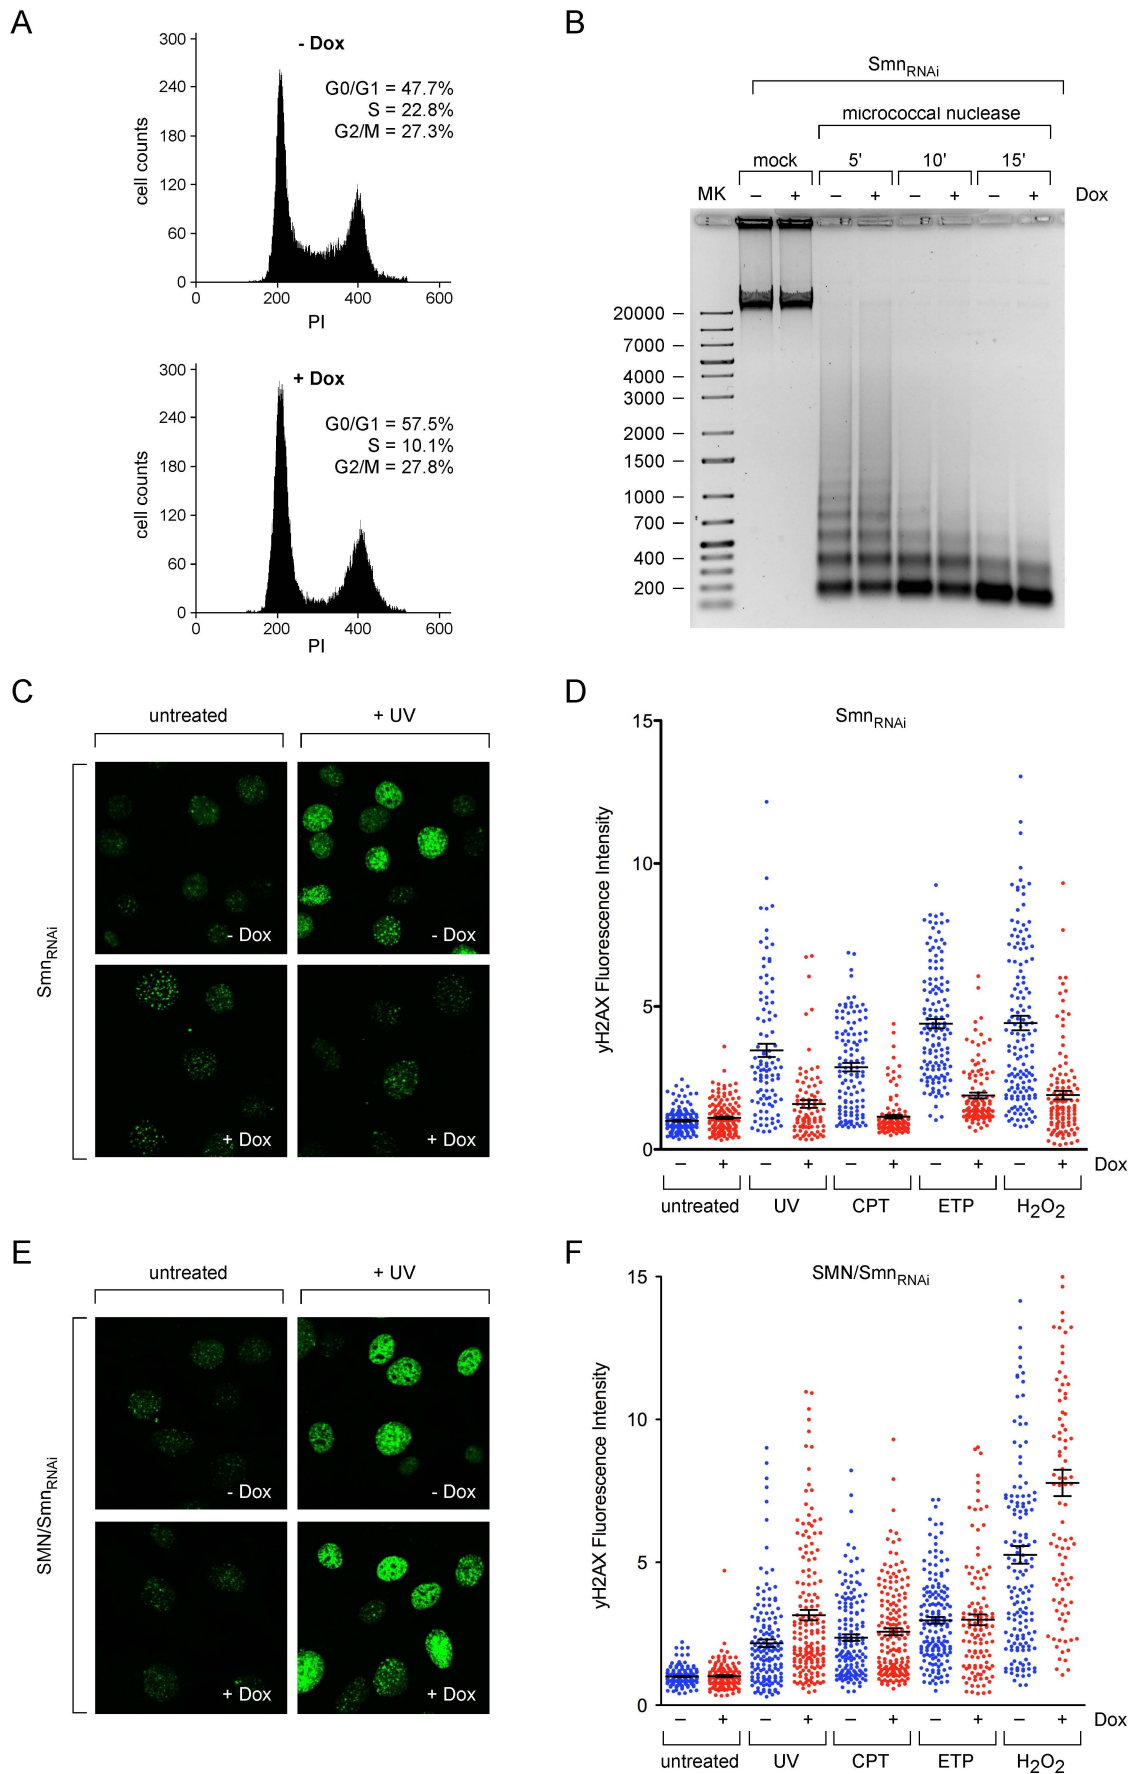 A
300
240
180
120
60
0
cell counts
- Dox
G0/G1 = 47.7%
S = 22.8%
G2/M = 27.3%
0 200 400 600
PI
300
240
180
120
60
0
cell counts
+ Dox
G0/G1 = 57.5%
S = 10.1%
G2/M = 27.8%
0 200 400 600
PI
B
SmnRNAi
micrococcal nuclease
mock 5' 10' 15'
MK – + – + – + – + Dox
20000
7000
4000
3000
2000
1500
1000
700
400
200
C
untreated + UV
SmnRNAi
- Dox - Dox
+ Dox + Dox
D
SmnRNAi
15
10
5
0
yH2AX Fluorescence Intensity
– + – + – + – + – + Dox
untreated UV CPT ETP H2O2
E
untreated + UV
SMN/SmnRNAi
- Dox - Dox
+ Dox + Dox
F
SMN/SmnRNAi
15
10
5
0
yH2AX Fluorescence Intensity
– + – + – + – + – + Dox
untreated UV CPT ETP H2O2